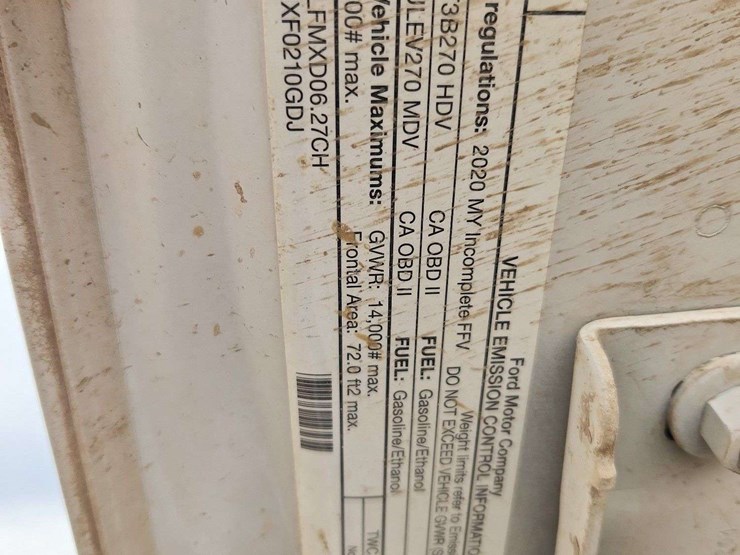 Ford Motor Company
VEHICLE EMISSION CONTROL INFORMATIO
regulations: 2020 MY Incomplete FFV
Weight limits refer to Emiss
DO NOT EXCEED VEHICLE GVWR S
3B270 HDV CA OBD II FUEL: Gasoline/Ethanol
ULEV270 MDV CA OBD II FUEL: Gasoline/Ethanol
Vehicle Maximums: GVWR: 14,000# max. TWC
00# max. Frontal Area: 72.0 ft2 max.
LFMXD06.27CH
XF0210GDJ